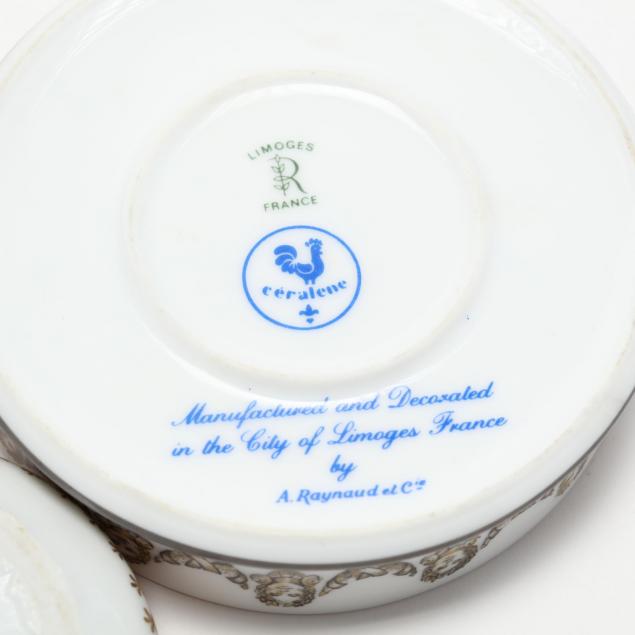 LIMOGES
R
FRANCE
céralene
Manufactured and Decorated
in the City of Limoges France
by
A. Raynaud et Cie